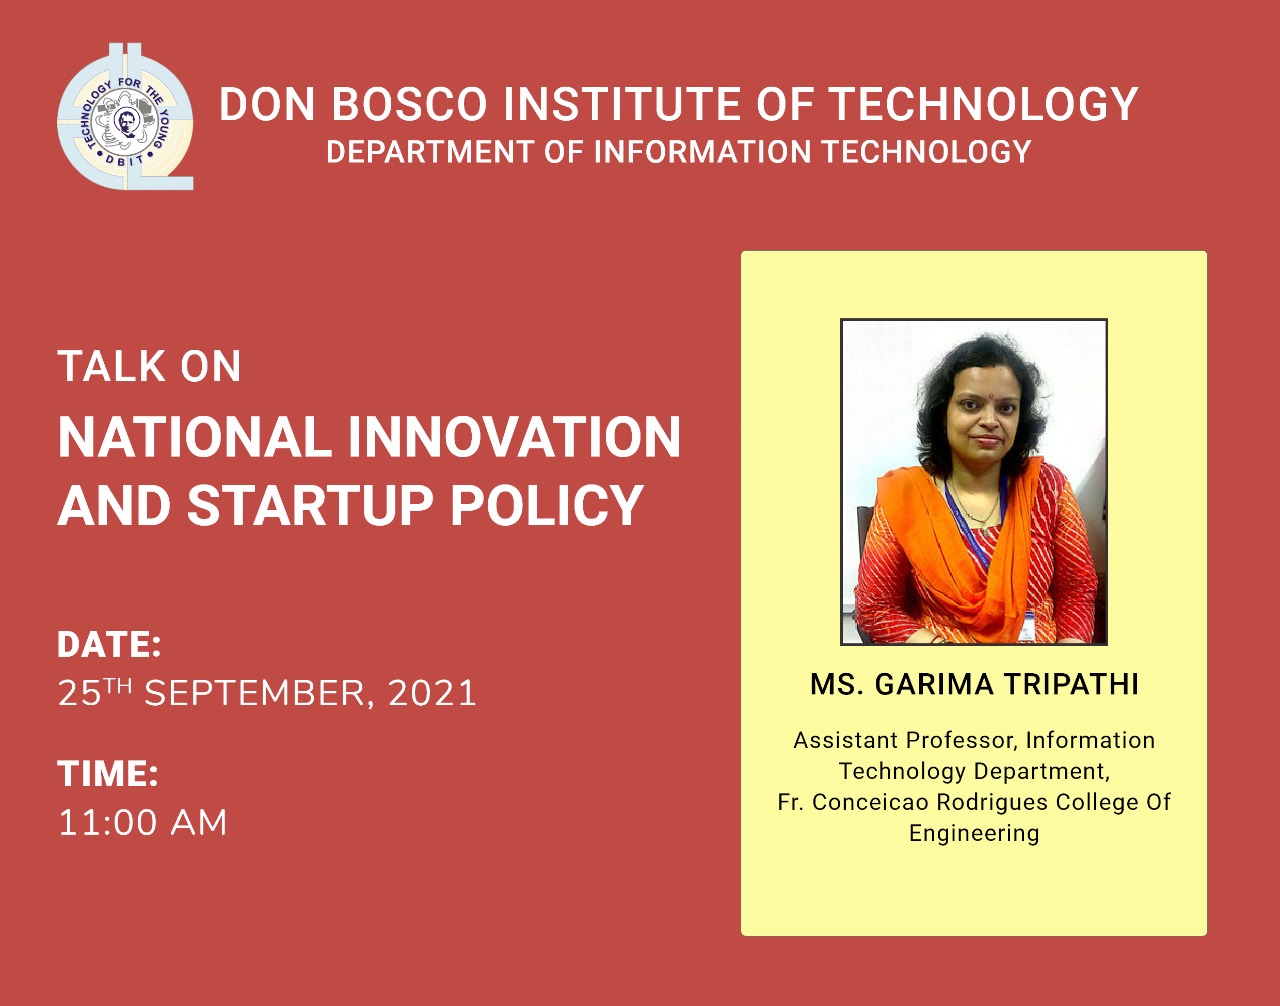 TECHNOLOGY FOR THE YOUNG
• DBIT •
DON BOSCO INSTITUTE OF TECHNOLOGY
DEPARTMENT OF INFORMATION TECHNOLOGY
TALK ON
NATIONAL INNOVATION
AND STARTUP POLICY
DATE:
25TH SEPTEMBER, 2021
TIME:
11:00 AM
MS. GARIMA TRIPATHI
Assistant Professor, Information
Technology Department,
Fr. Conceicao Rodrigues College Of
Engineering